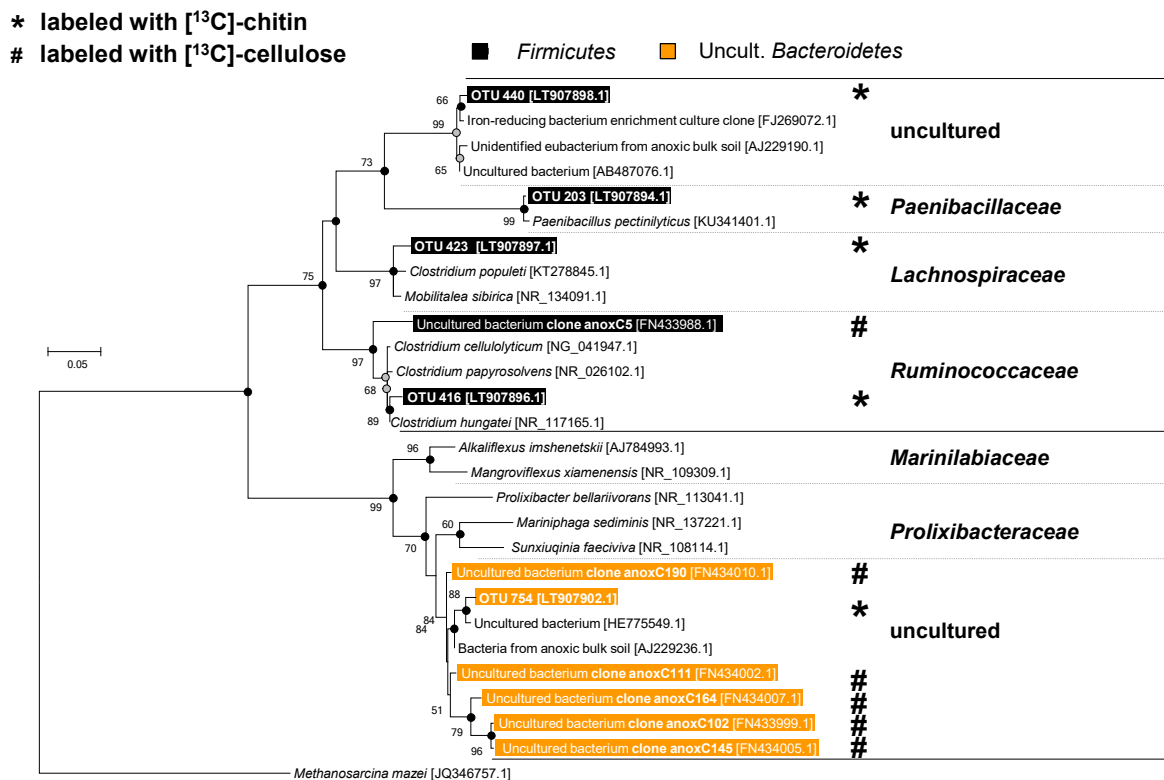 * labeled with [¹³C]-chitin
# labeled with [¹³C]-cellulose
Firmicutes
Uncult. Bacteroidetes
66
OTU 440 [LT907898.1]
*
Iron-reducing bacterium enrichment culture clone [FJ269072.1]
99
uncultured
Unidentified eubacterium from anoxic bulk soil [AJ229190.1]
73
65
Uncultured bacterium [AB487076.1]
OTU 203 [LT907894.1]
*
Paenibacillaceae
99
Paenibacillus pectinilyticus [KU341401.1]
OTU 423 [LT907897.1]
*
Clostridium populeti [KT278845.1]
Lachnospiraceae
75
97
Mobilitalea sibirica [NR_134091.1]
Uncultured bacterium clone anoxC5 [FN433988.1]
#
Clostridium cellulolyticum [NG_041947.1]
0.05
97
Clostridium papyrosolvens [NR_026102.1]
Ruminococcaceae
68
OTU 416 [LT907896.1]
*
89
Clostridium hungatei [NR_117165.1]
96
Alkaliflexus imshenetskii [AJ784993.1]
Marinilabiaceae
Mangroviflexus xiamenensis [NR_109309.1]
99
Prolixibacter bellariivorans [NR_113041.1]
60
Mariniphaga sediminis [NR_137221.1]
Prolixibacteraceae
70
Sunxiuqinia faeciviva [NR_108114.1]
Uncultured bacterium clone anoxC190 [FN434010.1]
#
88
OTU 754 [LT907902.1]
*
84
84
Uncultured bacterium [HE775549.1]
uncultured
Bacteria from anoxic bulk soil [AJ229236.1]
Uncultured bacterium clone anoxC111 [FN434002.1]
#
51
Uncultured bacterium clone anoxC164 [FN434007.1]
#
79
Uncultured bacterium clone anoxC102 [FN433999.1]
#
96
Uncultured bacterium clone anoxC145 [FN434005.1]
#
Methanosarcina mazei [JQ346757.1]